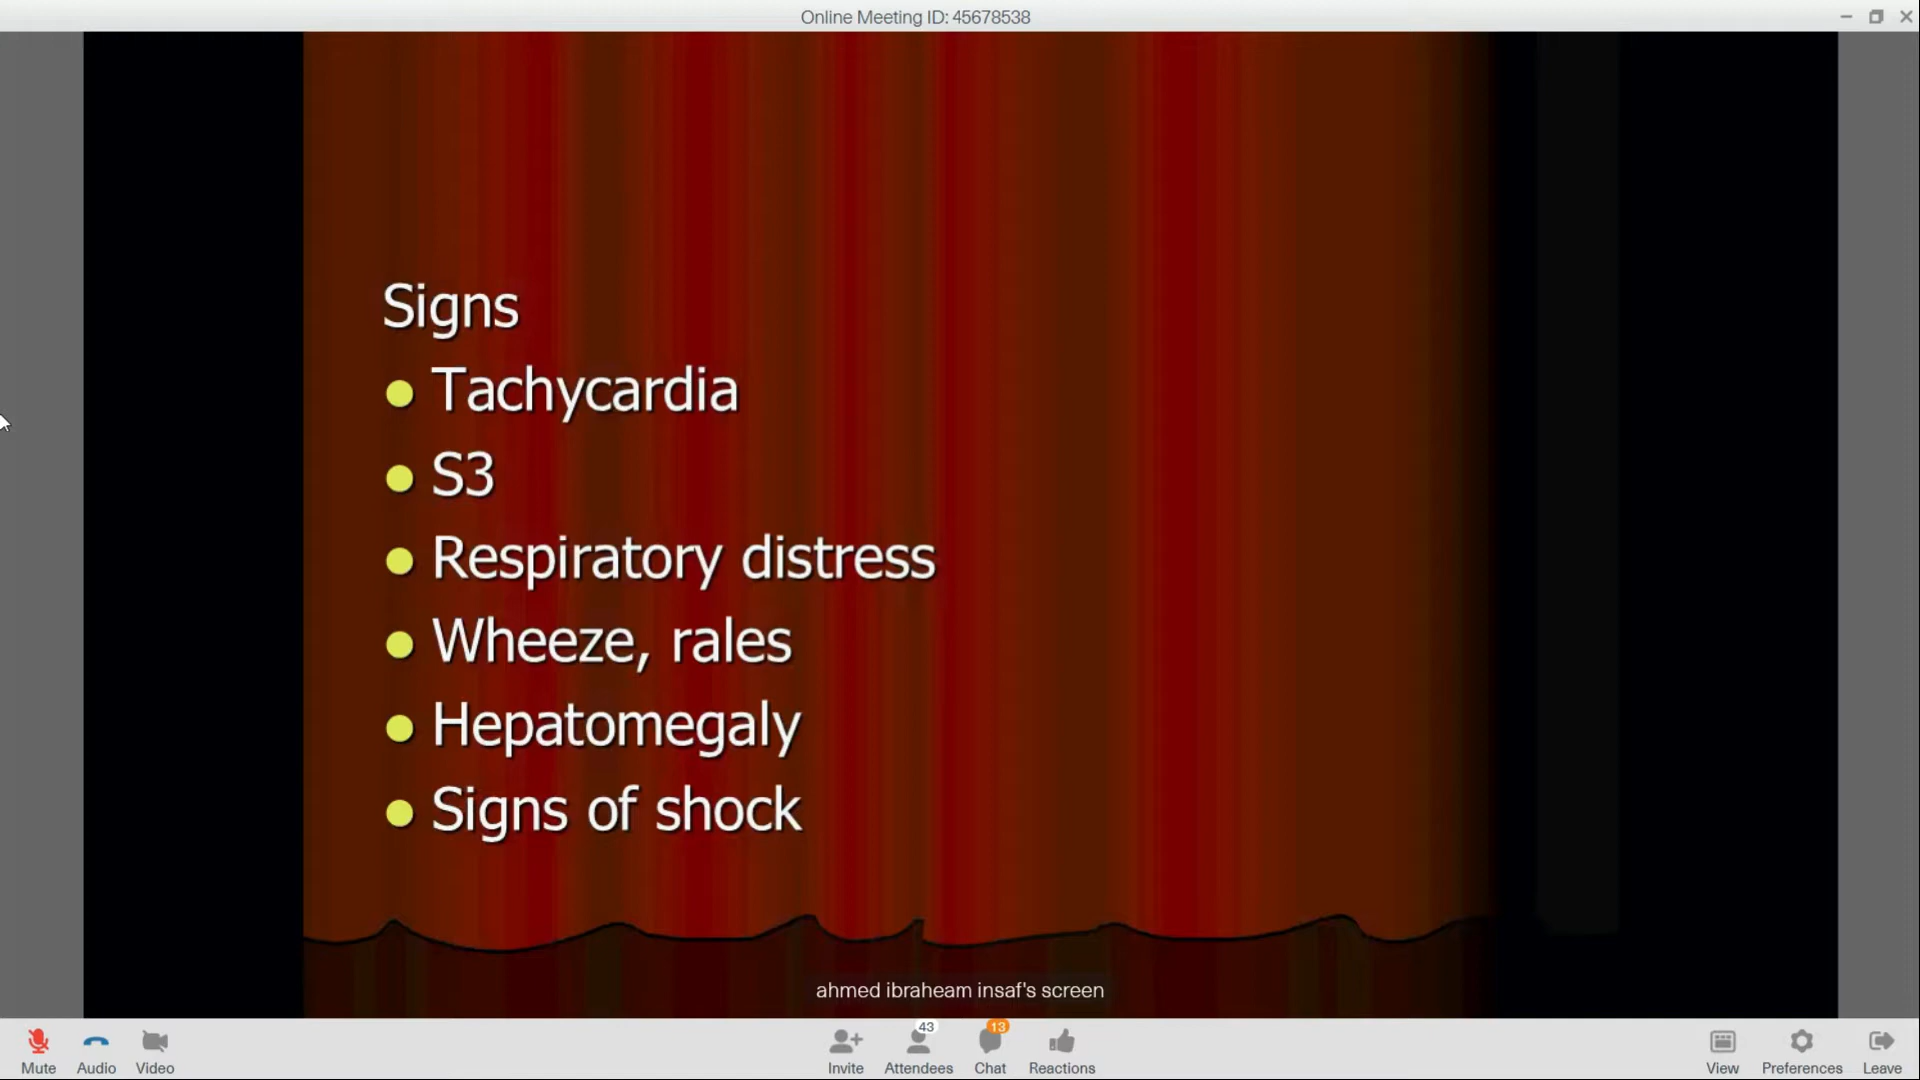 Online Meeting ID: 45678538
Signs
Tachycardia
S3
Respiratory distress
Wheeze, rales
Hepatomegaly
Signs of shock
ahmed ibraheam insaf's screen
43
13
Mute Audio Video Invite Attendees Chat Reactions View Preferences Leave